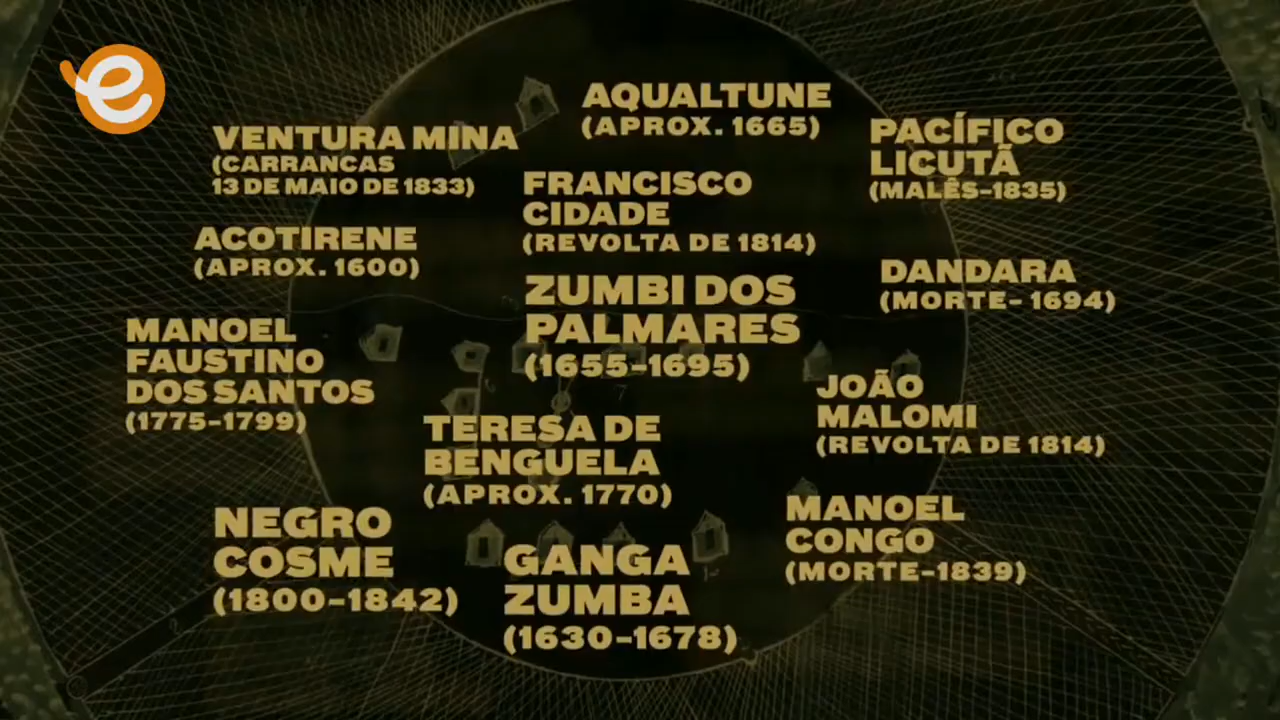 e
AQUALTUNE
(APROX. 1665)
VENTURA MINA
(CARRANCAS
13 DE MAIO DE 1833)
PACÍFICO
LICUTÃ
(MALÊS-1835)
FRANCISCO
CIDADE
(REVOLTA DE 1814)
ACOTIRENE
(APROX. 1600)
DANDARA
(MORTE- 1694)
ZUMBI DOS
PALMARES
(1655-1695)
MANOEL
FAUSTINO
DOS SANTOS
(1775-1799)
JOÃO
MALOMI
(REVOLTA DE 1814)
TERESA DE
BENGUELA
(APROX. 1770)
MANOEL
CONGO
(MORTE-1839)
NEGRO
COSME
(1800-1842)
GANGA
ZUMBA
(1630-1678)